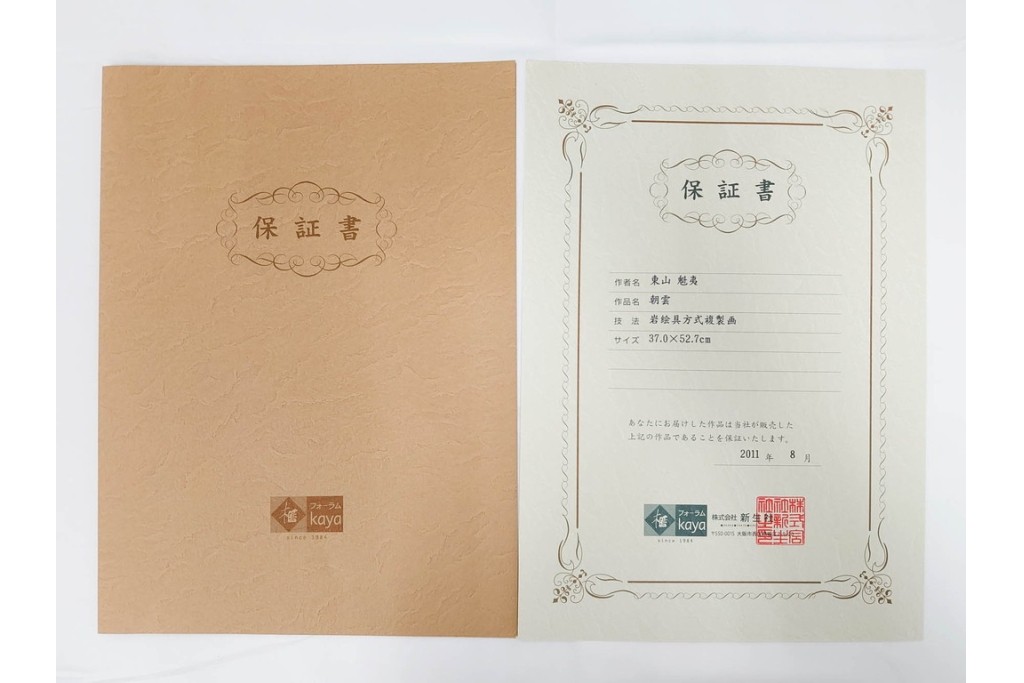 保証書
フォーラム
kaya
since 1984
保証書
作者名 東山 魁夷
作品名 朝雲
技 法 岩絵具方式複製画
サイズ 37.0×52.7cm
あなたにお届けした作品は当社が販売した
上記の作品であることを保証いたします。
2011 年 8 月
フォーラム
kaya
since 1984
株式会社 新生